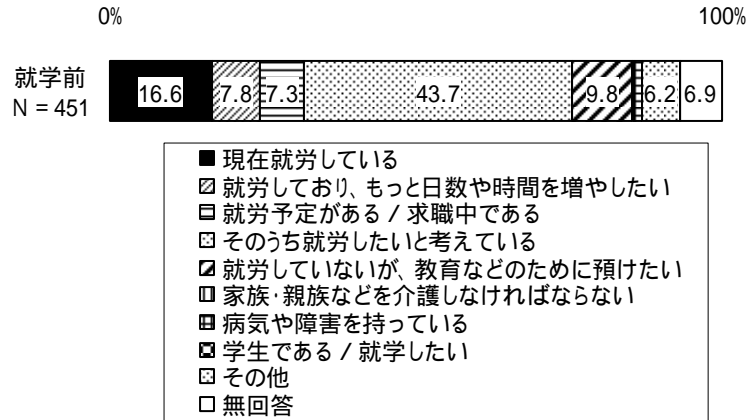 0% 100%
就学前
N = 451
16.6 7.8 7.3 43.7 9.8 6.2 6.9
現在就労している
就労しており、もっと日数や時間を増やしたい
就労予定がある / 求職中である
そのうち就労したいと考えている
就労していないが、教育などのために預けたい
家族・親族などを介護しなければならない
病気や障害を持っている
学生である / 就学したい
その他
無回答